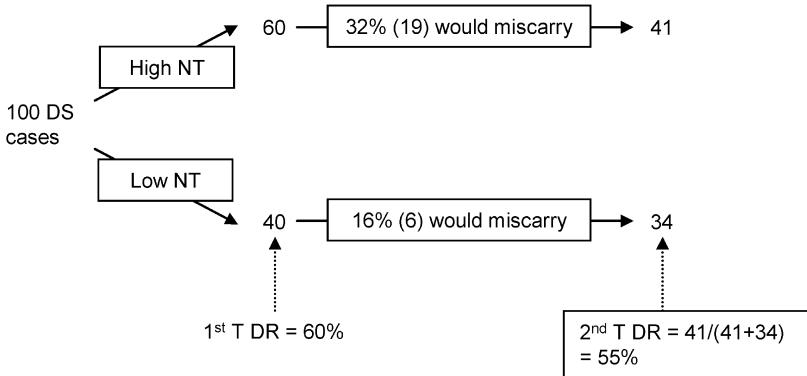 60
32% (19) would miscarry
41
High NT
100 DS
cases
Low NT
40
16% (6) would miscarry
34
1st T DR = 60%
2nd T DR = 41/(41+34)
= 55%